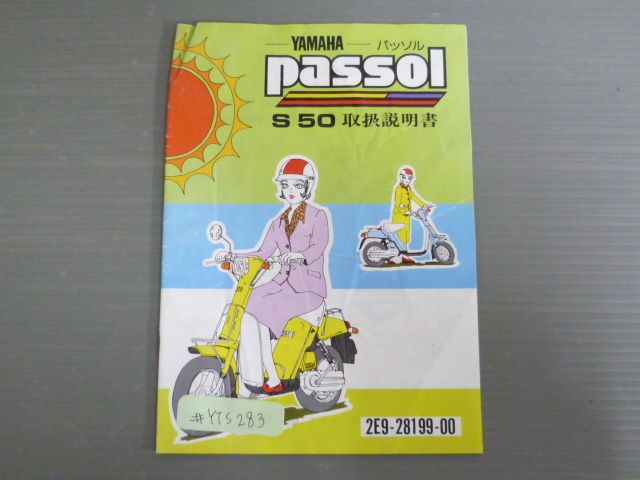 YAMAHA パッソル
passol
S 50 取扱説明書
#YTS283
2E9-28199-00